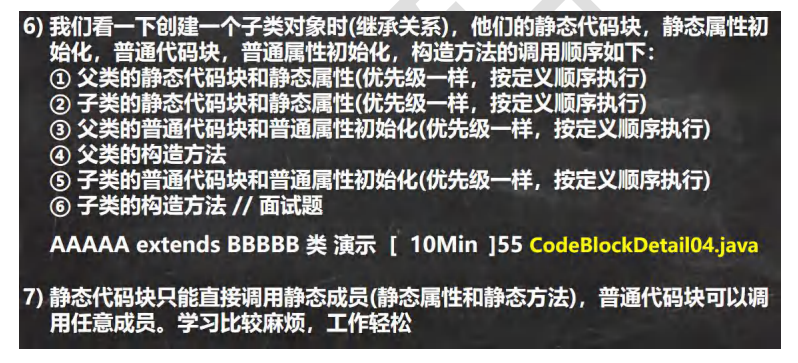 6) 我们看一下创建一个子类对象时(继承关系)，他们的静态代码块，静态属性初
始化，普通代码块，普通属性初始化，构造方法的调用顺序如下：
① 父类的静态代码块和静态属性(优先级一样，按定义顺序执行)
② 子类的静态代码块和静态属性(优先级一样，按定义顺序执行)
③ 父类的普通代码块和普通属性初始化(优先级一样，按定义顺序执行)
④ 父类的构造方法
⑤ 子类的普通代码块和普通属性初始化(优先级一样，按定义顺序执行)
⑥ 子类的构造方法 // 面试题
AAAAA extends BBBBB 类 演示 [ 10Min ]55 CodeBlockDetail04.java
7) 静态代码块只能直接调用静态成员(静态属性和静态方法)，普通代码块可以调
用任意成员。学习比较麻烦，工作轻松